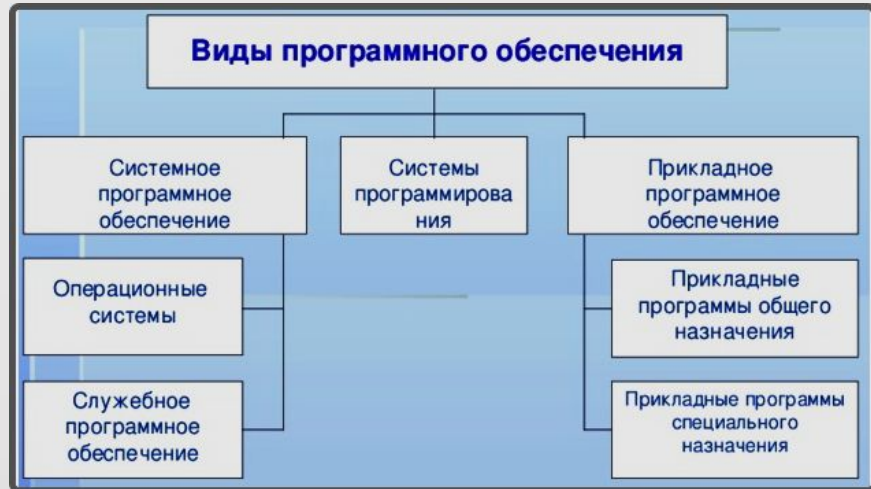 Виды программного обеспечения
Системное
программное
обеспечение
Системы
программирова
ния
Прикладное
программное
обеспечение
Операционные
системы
Прикладные
программы общего
назначения
Служебное
программное
обеспечение
Прикладные программы
специального
назначения